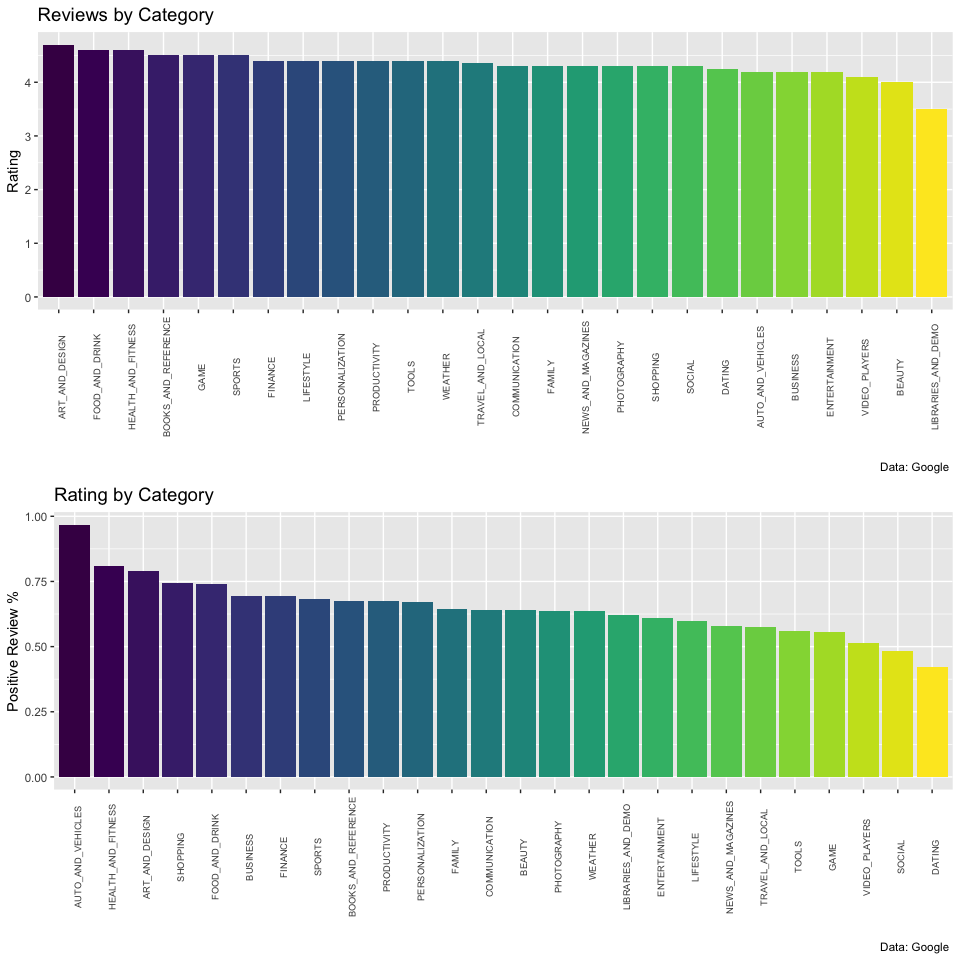 Reviews by Category
Rating
4
3
2
1
0
ART_AND_DESIGN
FOOD_AND_DRINK
HEALTH_AND_FITNESS
BOOKS_AND_REFERENCE
GAME
SPORTS
FINANCE
LIFESTYLE
PERSONALIZATION
PRODUCTIVITY
TOOLS
WEATHER
TRAVEL_AND_LOCAL
COMMUNICATION
FAMILY
NEWS_AND_MAGAZINES
PHOTOGRAPHY
SHOPPING
SOCIAL
DATING
AUTO_AND_VEHICLES
BUSINESS
ENTERTAINMENT
VIDEO_PLAYERS
BEAUTY
LIBRARIES_AND_DEMO
Data: Google
Rating by Category
Positive Review %
1.00
0.75
0.50
0.25
0.00
AUTO_AND_VEHICLES
HEALTH_AND_FITNESS
ART_AND_DESIGN
SHOPPING
FOOD_AND_DRINK
BUSINESS
FINANCE
SPORTS
BOOKS_AND_REFERENCE
PRODUCTIVITY
PERSONALIZATION
FAMILY
COMMUNICATION
BEAUTY
PHOTOGRAPHY
WEATHER
LIBRARIES_AND_DEMO
ENTERTAINMENT
LIFESTYLE
NEWS_AND_MAGAZINES
TRAVEL_AND_LOCAL
TOOLS
GAME
VIDEO_PLAYERS
SOCIAL
DATING
Data: Google